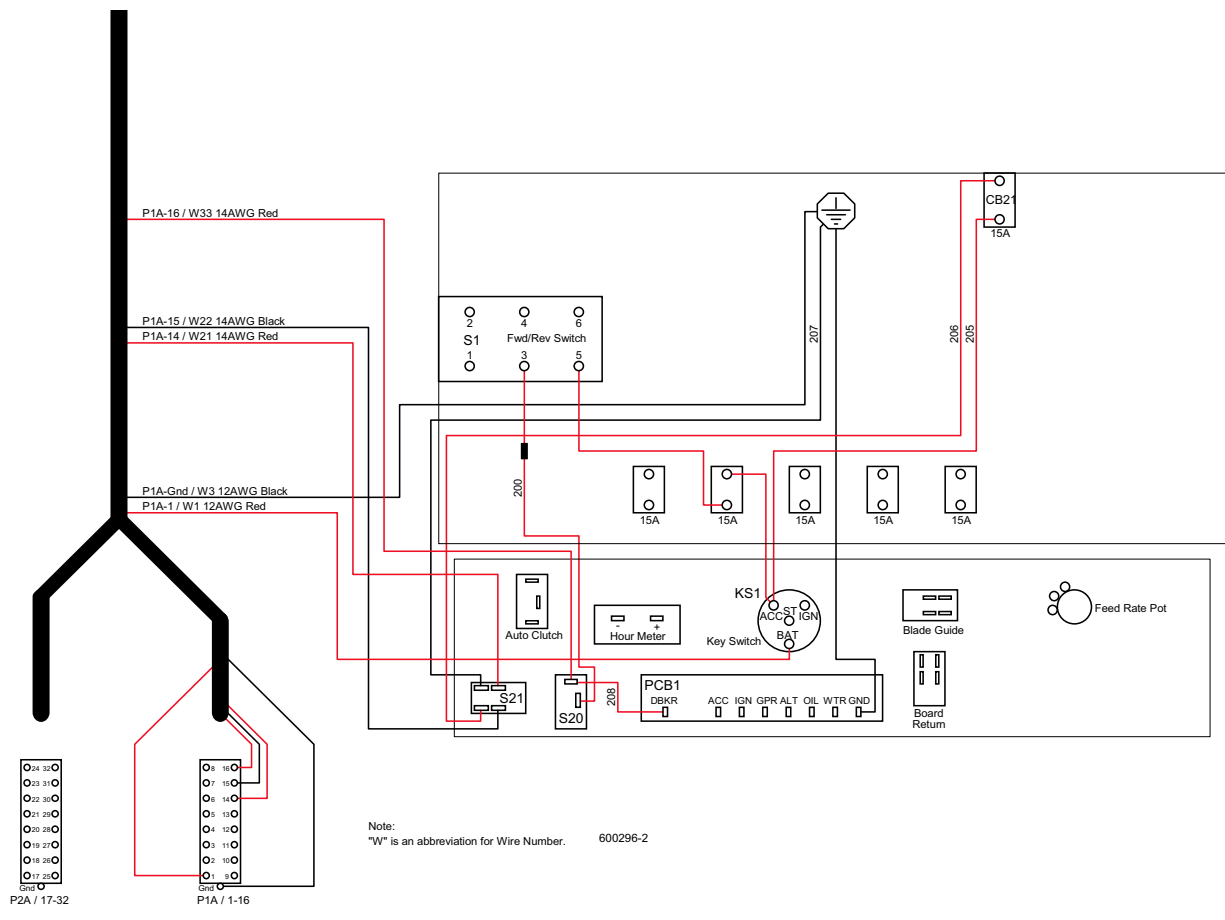 P1A-16 / W33 14AWG Red
CB21
15A
P1A-15 / W22 14AWG Black
P1A-14 / W21 14AWG Red
2 4 6
S1 Fwd/Rev Switch
1 3 5
207
206
205
200
P1A-Gnd / W3 12AWG Black
P1A-1 / W1 12AWG Red
15A 15A 15A 15A 15A
Auto Clutch
- +
Hour Meter
KS1
ACC ST IGN
BAT
Key Switch
Blade Guide
Feed Rate Pot
S21
S20
208
PCB1
DBKR ACC IGN GPR ALT OIL WTR GND
Board
Return
24 32
23 31
22 30
21 29
20 28
19 27
18 26
17 25
Gnd
P2A / 17-32
8 16
7 15
6 14
5 13
4 12
3 11
2 10
1 9
Gnd
P1A / 1-16
Note:
"W" is an abbreviation for Wire Number.
600296-2